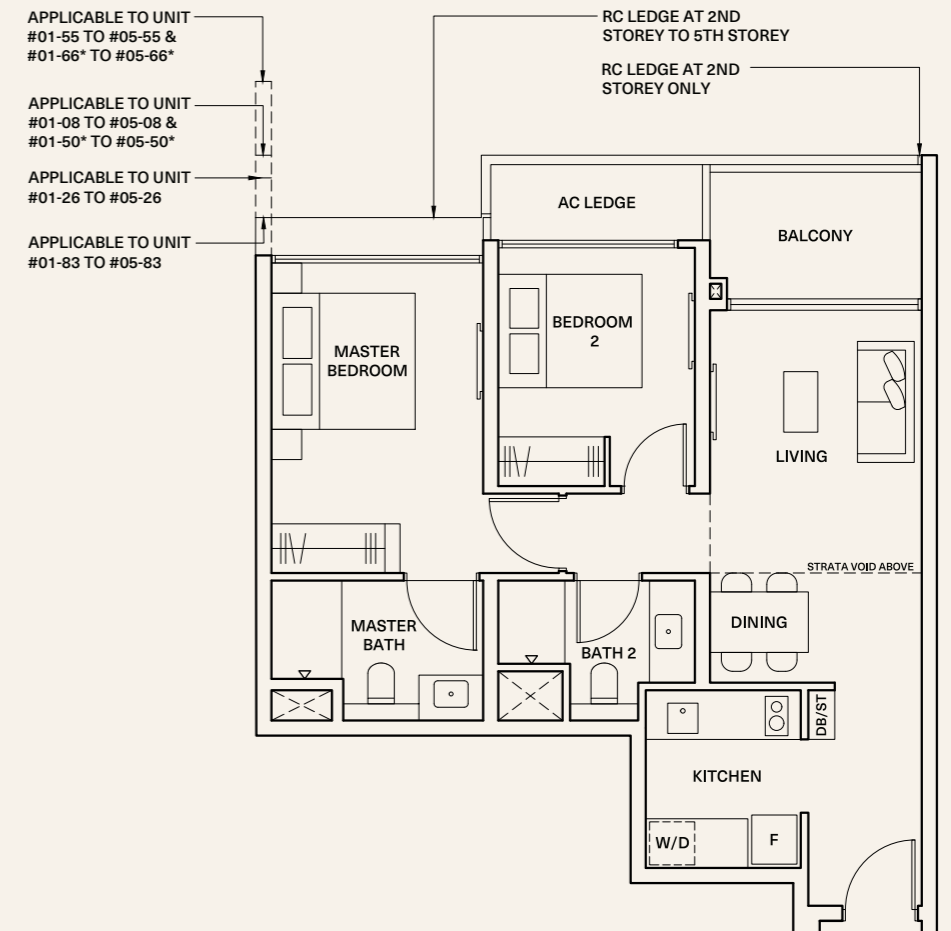 APPLICABLE TO UNIT
#01-55 TO #05-55 &
#01-66* TO #05-66*
APPLICABLE TO UNIT
#01-08 TO #05-08 &
#01-50* TO #05-50*
APPLICABLE TO UNIT
#01-26 TO #05-26
APPLICABLE TO UNIT
#01-83 TO #05-83
RC LEDGE AT 2ND
STOREY TO 5TH STOREY
RC LEDGE AT 2ND
STOREY ONLY
AC LEDGE
BALCONY
MASTER
BEDROOM
BEDROOM
2
LIVING
STRATA VOID ABOVE
DINING
MASTER
BATH
BATH 2
DB/ST
KITCHEN
W/D
F